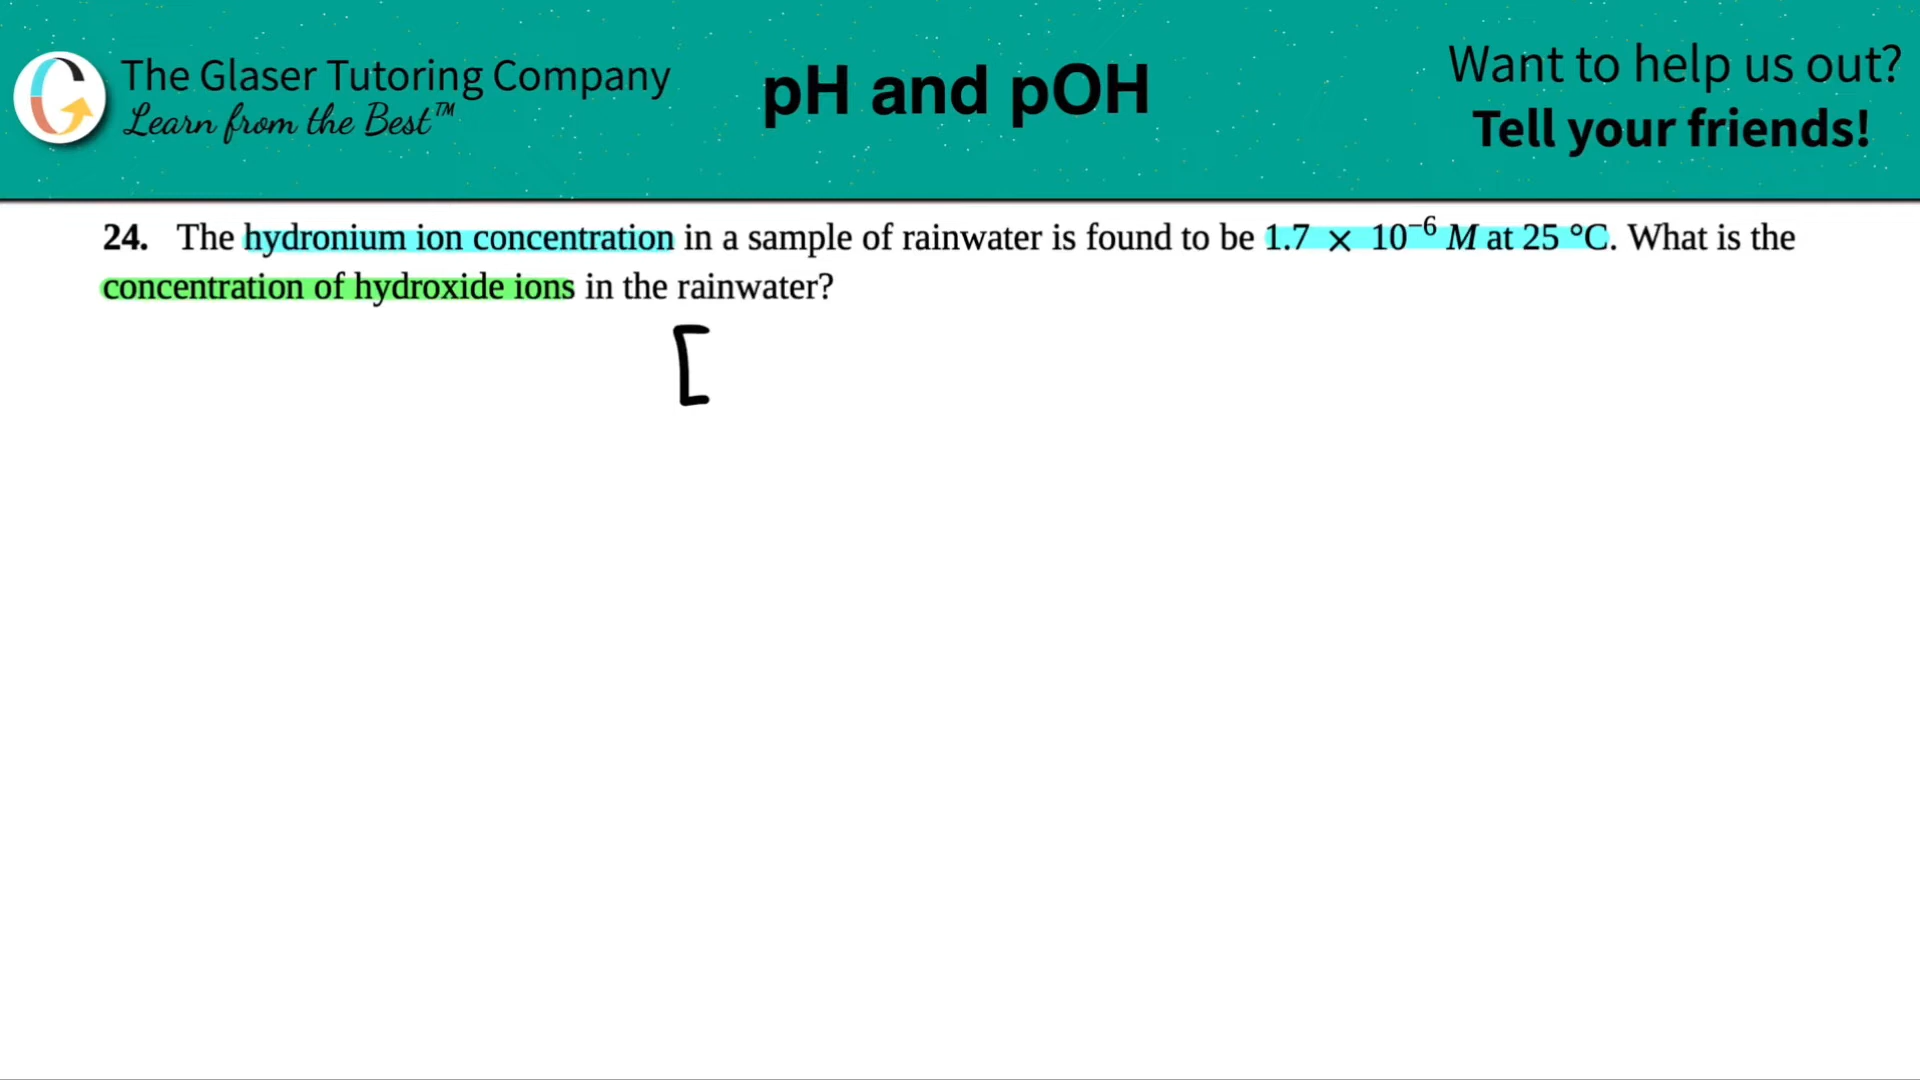 The Glaser Tutoring Company
Learn from the Best™
pH and pOH
Want to help us out?
Tell your friends!
24. The hydronium ion concentration in a sample of rainwater is found to be 1.7 × 10⁻⁶ M at 25 °C. What is the
concentration of hydroxide ions in the rainwater?
[